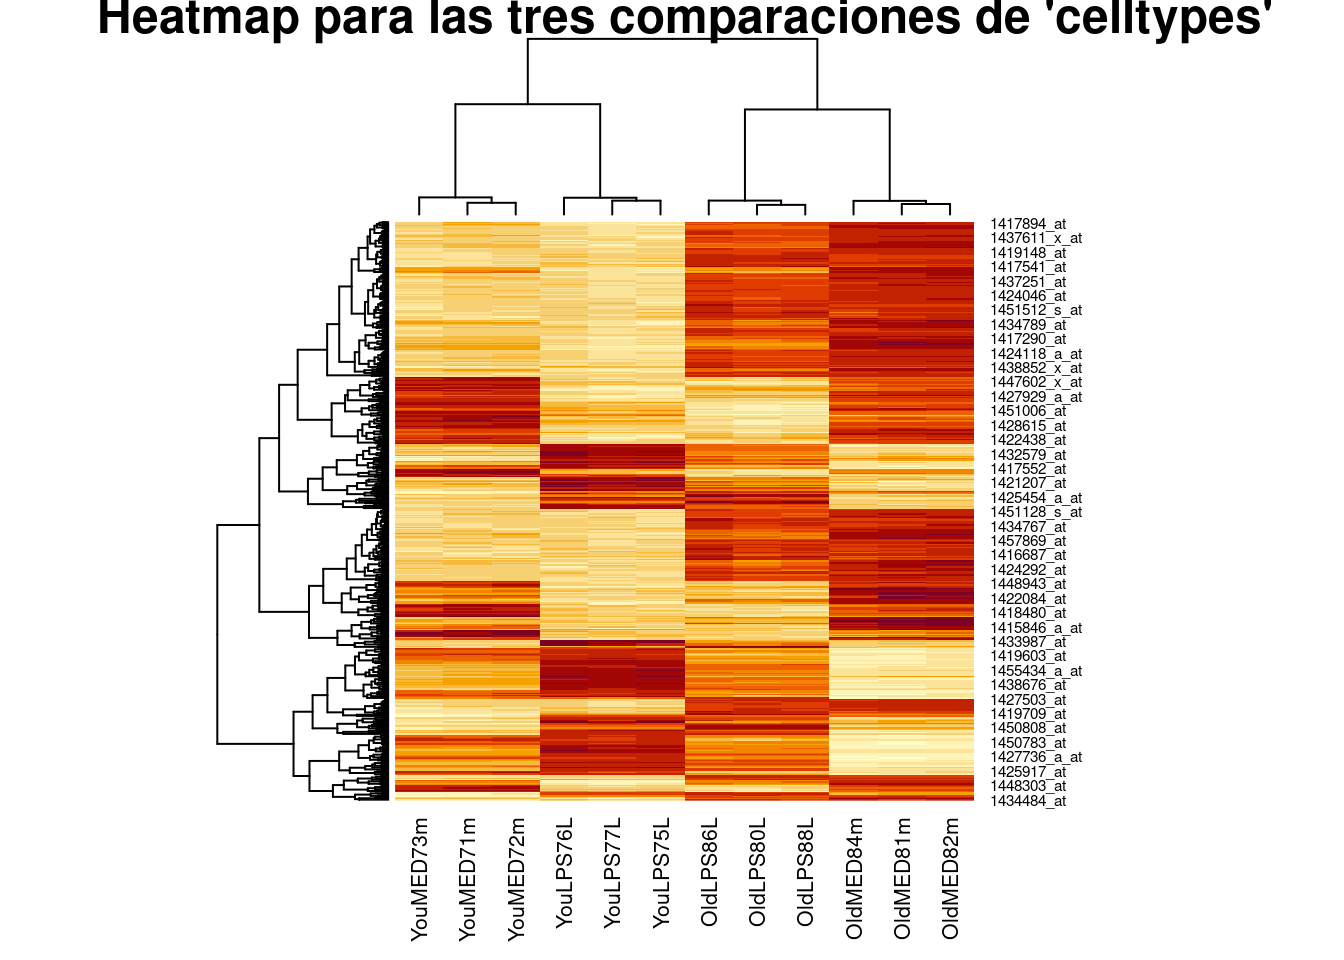 Heatmap para las tres comparaciones de 'celltypes'
1417894_at
1437611_x_at
1419148_at
1417541_at
1437251_at
1424046_at
1451512_s_at
1434789_at
1417290_at
1424118_a_at
1438852_x_at
1447602_x_at
1427929_a_at
1451006_at
1428615_at
1422438_at
1432579_at
1417552_at
1421207_at
1425454_a_at
1451128_s_at
1434767_at
1457869_at
1416687_at
1424292_at
1448943_at
1422084_at
1418480_at
1415846_a_at
1433987_at
1419603_at
1455434_a_at
1438676_at
1427503_at
1419709_at
1450808_at
1450783_at
1427736_a_at
1425917_at
1448303_at
1434484_at
YouMED73m
YouMED71m
YouMED72m
YouLPS76L
YouLPS77L
YouLPS75L
OldLPS86L
OldLPS80L
OldLPS88L
OldMED84m
OldMED81m
OldMED82m